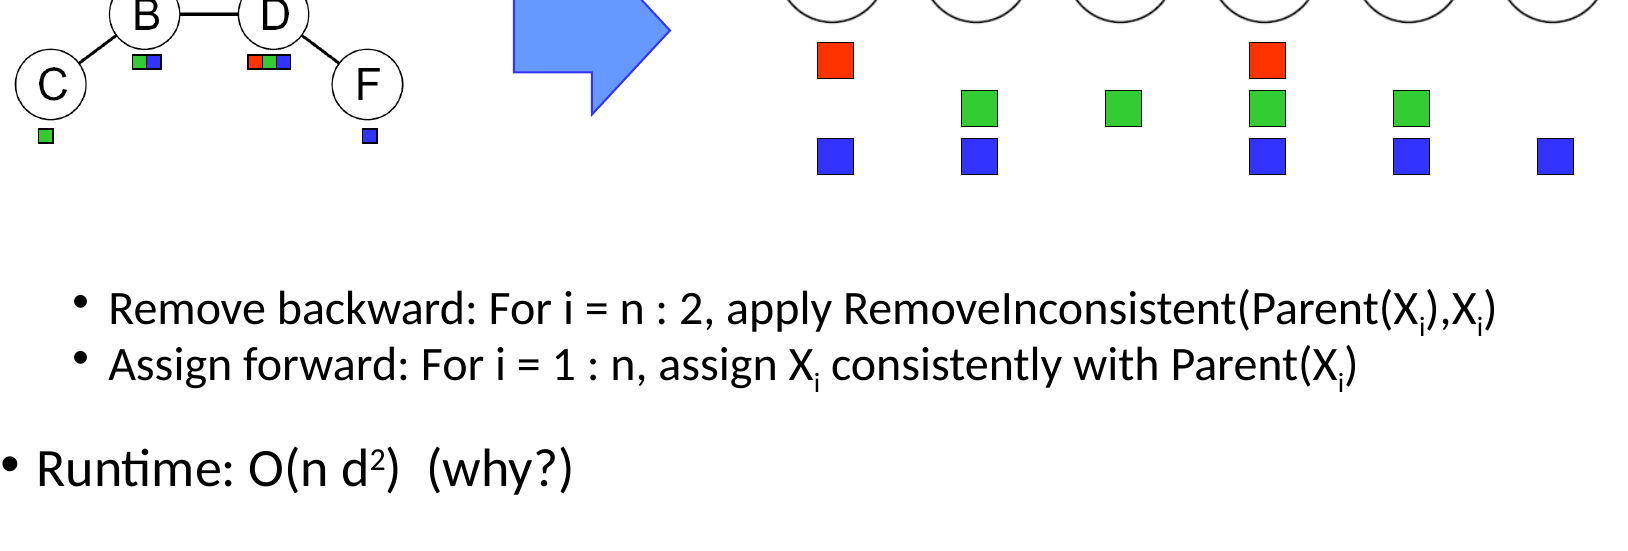 B D
C F
• Remove backward: For i = n : 2, apply RemoveInconsistent(Parent(Xᵢ),Xᵢ)
• Assign forward: For i = 1 : n, assign Xᵢ consistently with Parent(Xᵢ)
• Runtime: O(n d²) (why?)